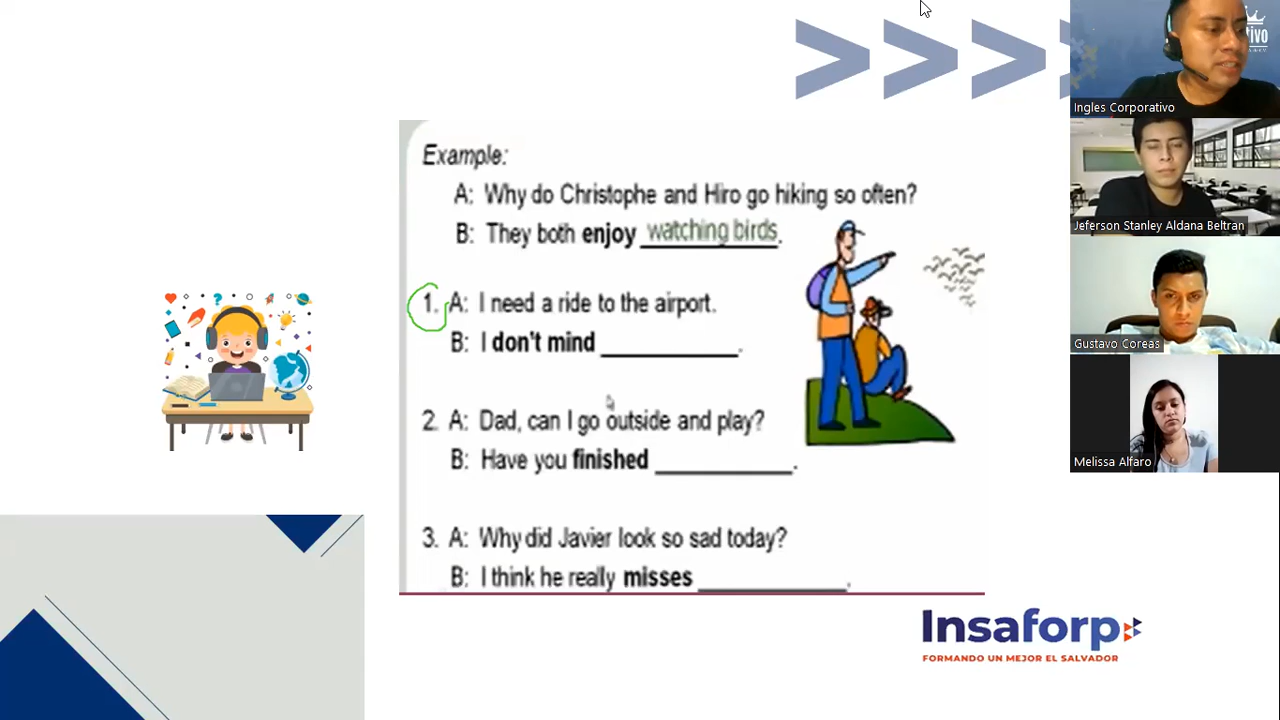 Example:
A: Why do Christophe and Hiro go hiking so often?
B: They both enjoy watching birds.
1. A: I need a ride to the airport.
B: I don't mind ____________.
2. A: Dad, can I go outside and play?
B: Have you finished ____________.
3. A: Why did Javier look so sad today?
B: I think he really misses ____________.
Insaforp
FORMANDO UN MEJOR EL SALVADOR
Ingles Corporativo
Jeferson Stanley Aldana Beltran
Gustavo Coreas
Melissa Alfaro